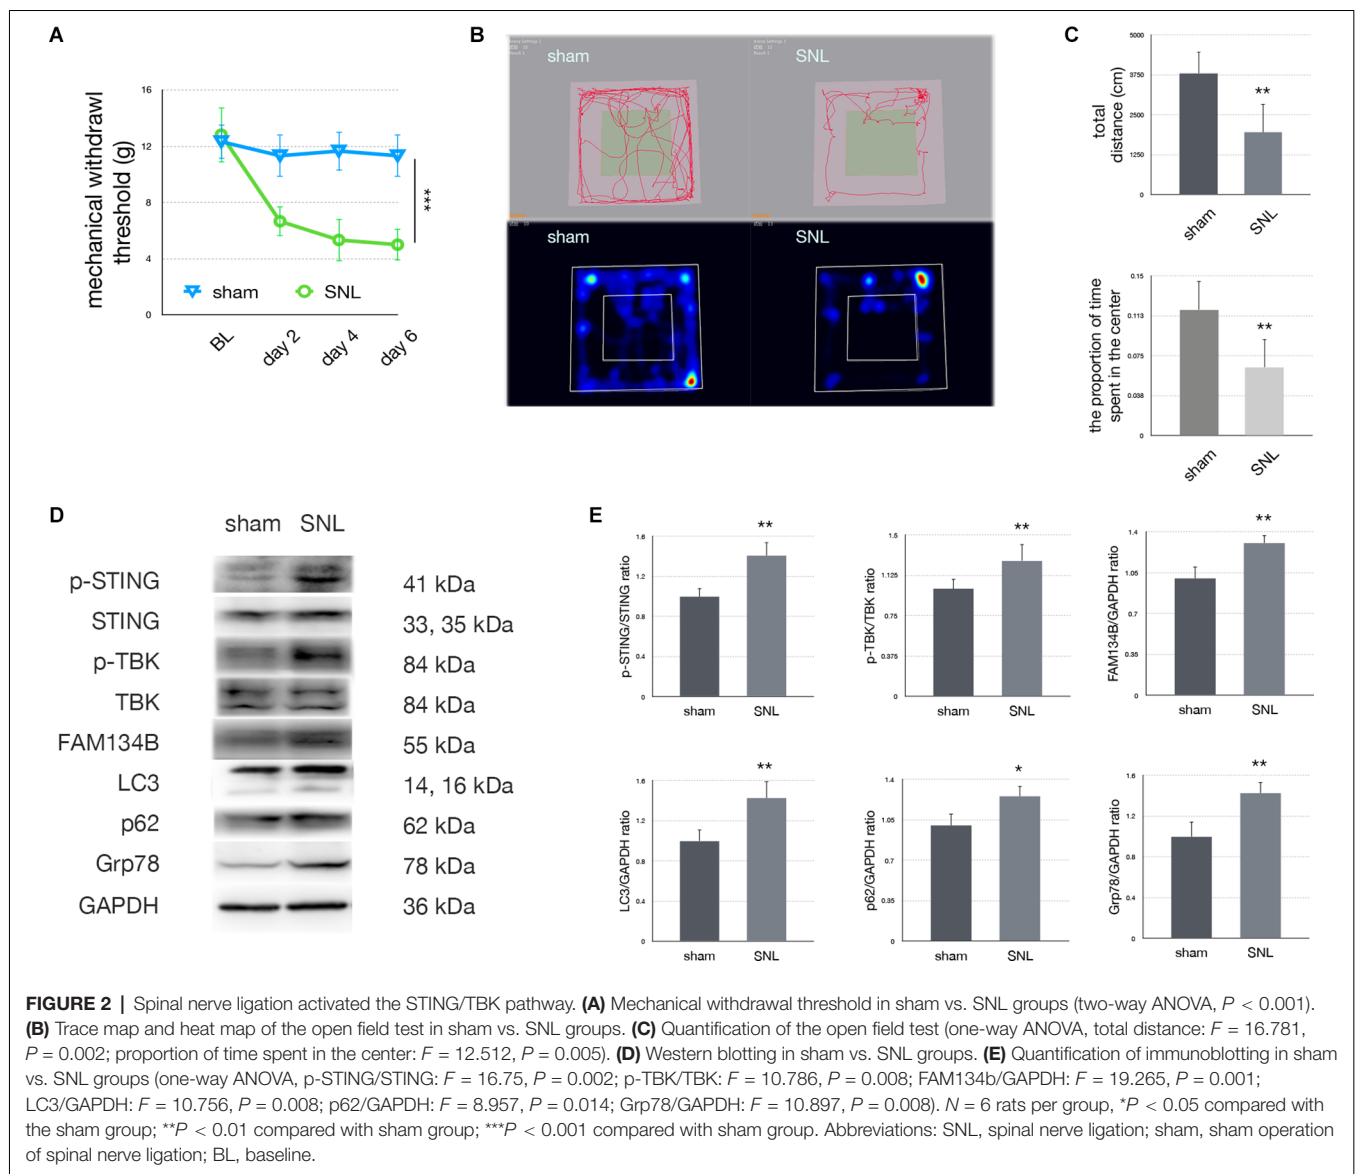 A
mechanical withdrawl
threshold (g)
16
12
8
4
0
***
sham
SNL
BL
day 2
day 4
day 6
B
sham
SNL
sham
SNL
C
total
distance (cm)
5000
3750
2500
1250
0
**
sham
SNL
the proportion of time
spent in the center
0.15
0.113
0.075
0.038
0
**
sham
SNL
D
sham SNL
p-STING 41 kDa
STING 33, 35 kDa
p-TBK 84 kDa
TBK 84 kDa
FAM134B 55 kDa
LC3 14, 16 kDa
p62 62 kDa
Grp78 78 kDa
GAPDH 36 kDa
E
p-STING/STING ratio
1.6
1.2
0.8
0.4
0
**
sham
SNL
p-TBK/TBK ratio
1.5
1.125
0.75
0.375
0
**
sham
SNL
FAM134B/GAPDH ratio
1.4
1.05
0.7
0.35
0
**
sham
SNL
LC3/GAPDH ratio
1.6
1.2
0.8
0.4
0
**
sham
SNL
p62/GAPDH ratio
1.4
1.05
0.7
0.35
0
*
sham
SNL
Grp78/GAPDH ratio
1.6
1.2
0.8
0.4
0
**
sham
SNL
FIGURE 2 | Spinal nerve ligation activated the STING/TBK pathway. (A) Mechanical withdrawal threshold in sham vs. SNL groups (two-way ANOVA, P < 0.001).
(B) Trace map and heat map of the open field test in sham vs. SNL groups. (C) Quantification of the open field test (one-way ANOVA, total distance: F = 16.781,
P = 0.002; proportion of time spent in the center: F = 12.512, P = 0.005). (D) Western blotting in sham vs. SNL groups. (E) Quantification of immunoblotting in sham
vs. SNL groups (one-way ANOVA, p-STING/STING: F = 16.75, P = 0.002; p-TBK/TBK: F = 10.786, P = 0.008; FAM134b/GAPDH: F = 19.265, P = 0.001;
LC3/GAPDH: F = 10.756, P = 0.008; p62/GAPDH: F = 8.957, P = 0.014; Grp78/GAPDH: F = 10.897, P = 0.008). N = 6 rats per group, *P < 0.05 compared with
the sham group; **P < 0.01 compared with sham group; ***P < 0.001 compared with sham group. Abbreviations: SNL, spinal nerve ligation; sham, sham operation
of spinal nerve ligation; BL, baseline.